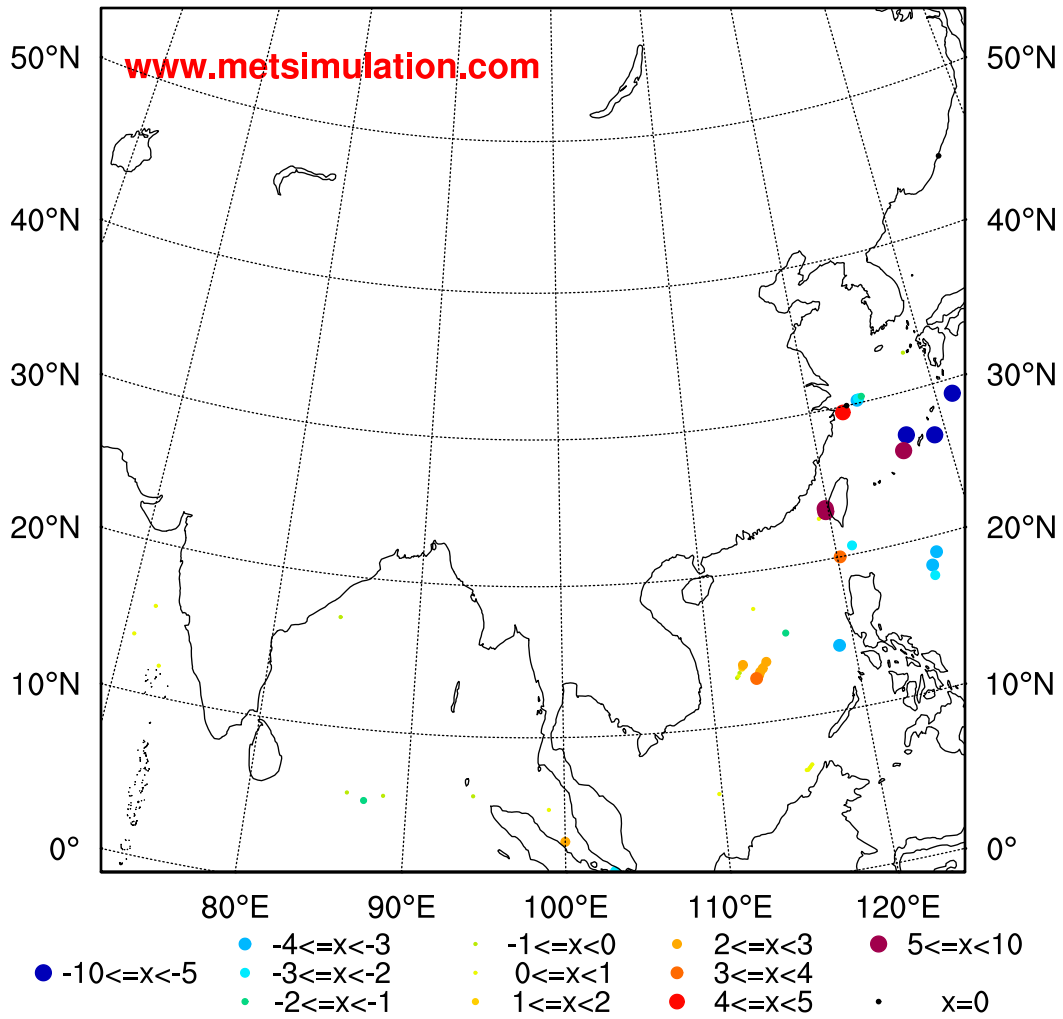 www.metsimulation.com
50°N 50°N
40°N 40°N
30°N 30°N
20°N 20°N
10°N 10°N
0° 0°
80°E 90°E 100°E 110°E 120°E
-4<=x<-3 -1<=x<0 2<=x<3 5<=x<10
-10<=x<-5 -3<=x<-2 0<=x<1 3<=x<4
-2<=x<-1 1<=x<2 4<=x<5 x=0